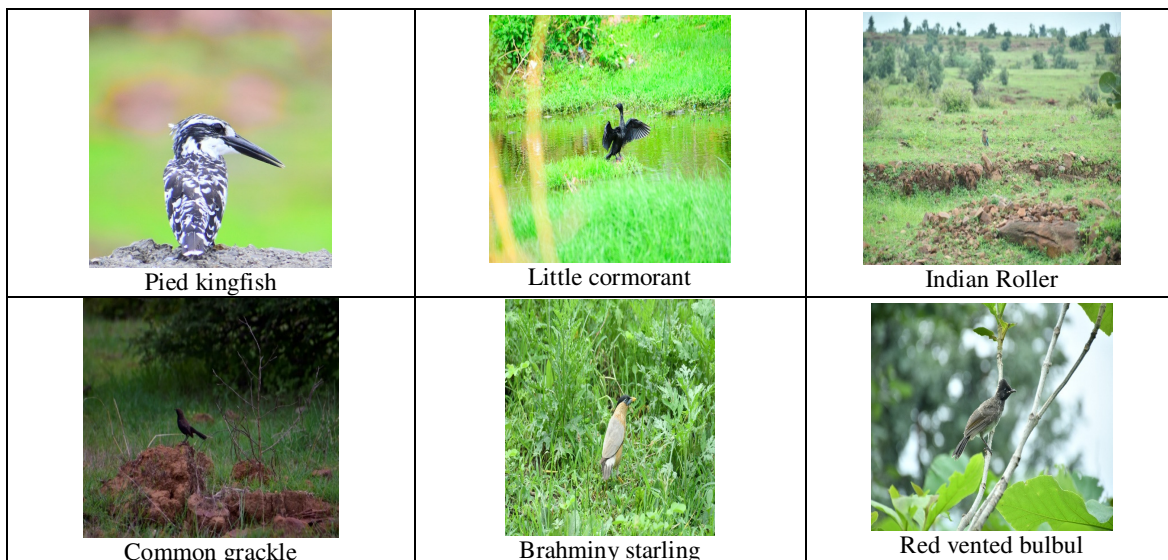 Pied kingfish
Little cormorant
Indian Roller
Common grackle
Brahminy starling
Red vented bulbul